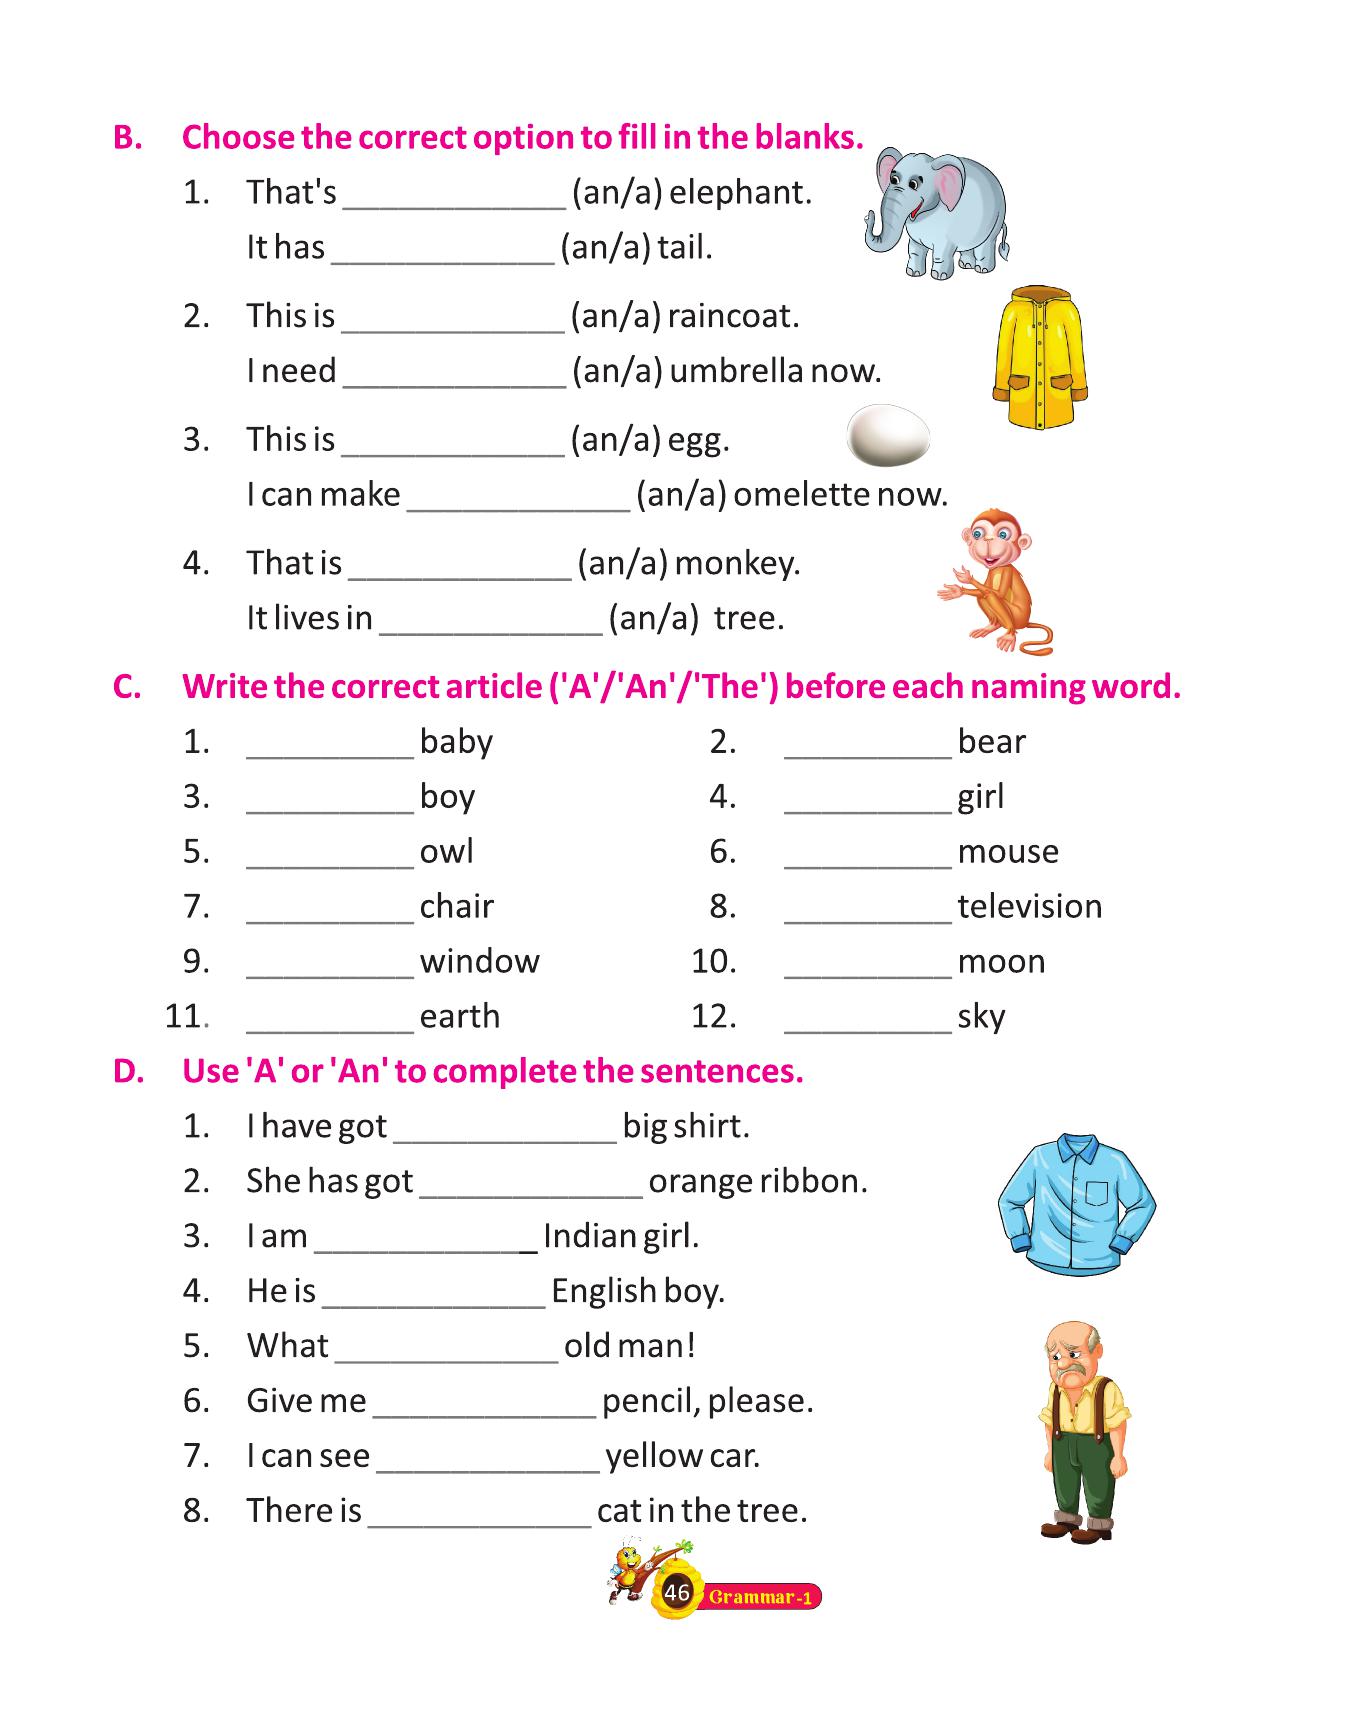 B. Choose the correct option to fill in the blanks.
1. That's ____________ (an/a) elephant.
It has ____________ (an/a) tail.
2. This is ____________ (an/a) raincoat.
I need ____________ (an/a) umbrella now.
3. This is ____________ (an/a) egg.
I can make ____________ (an/a) omelette now.
4. That is ____________ (an/a) monkey.
It lives in ____________ (an/a) tree.
C. Write the correct article ('A'/'An'/'The') before each naming word.
1. _________ baby 2. _________ bear
3. _________ boy 4. _________ girl
5. _________ owl 6. _________ mouse
7. _________ chair 8. _________ television
9. _________ window 10. _________ moon
11. _________ earth 12. _________ sky
D. Use 'A' or 'An' to complete the sentences.
1. I have got ____________ big shirt.
2. She has got ____________ orange ribbon.
3. I am ____________ Indian girl.
4. He is ____________ English boy.
5. What ____________ old man!
6. Give me ____________ pencil, please.
7. I can see ____________ yellow car.
8. There is ____________ cat in the tree.
46 Grammar-1